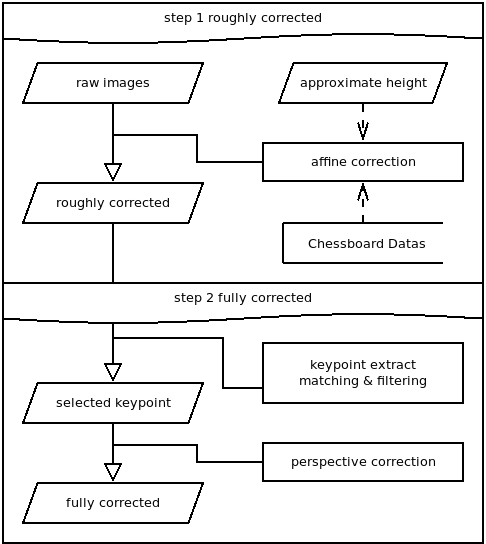 step 1 roughly corrected
raw images
approximate height
affine correction
roughly corrected
Chessboard Datas
step 2 fully corrected
keypoint extract
matching & filtering
selected keypoint
perspective correction
fully corrected